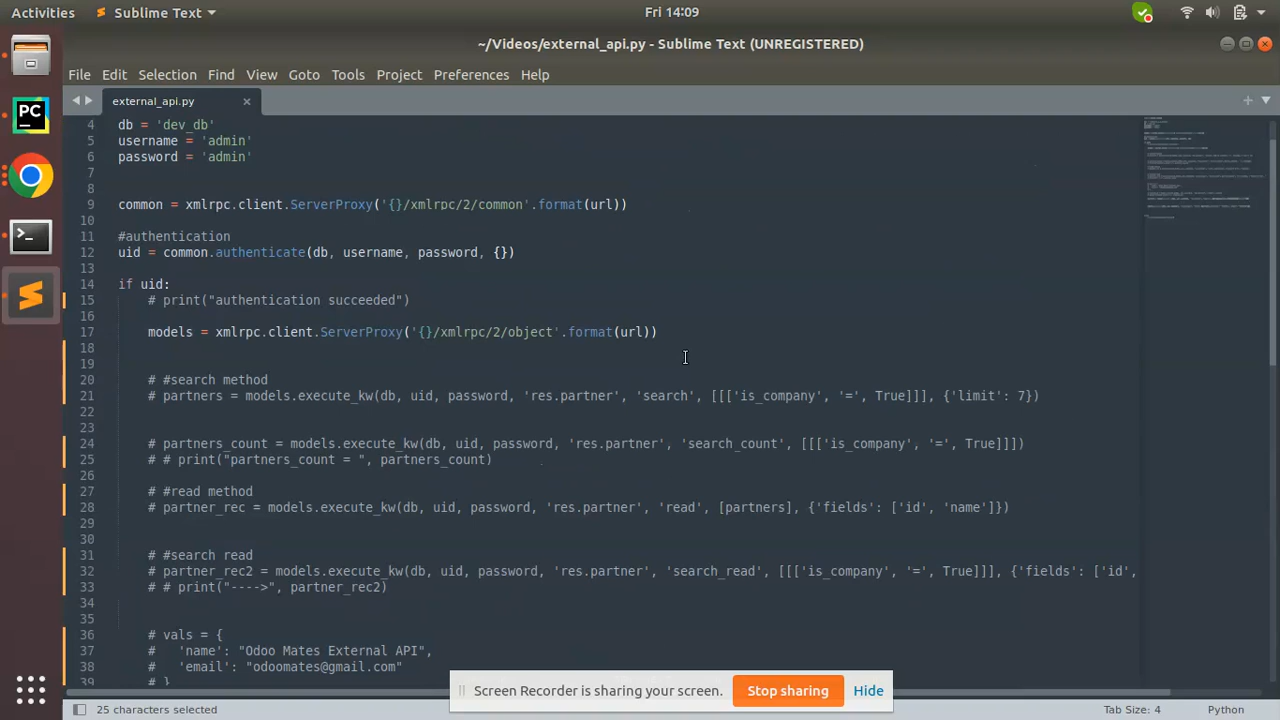 Activities Sublime Text Fri 14:09
~/Videos/external_api.py - Sublime Text (UNREGISTERED)
File Edit Selection Find View Goto Tools Project Preferences Help
external_api.py
4 db = 'dev_db'
5 username = 'admin'
6 password = 'admin'
7
8
9 common = xmlrpc.client.ServerProxy('{}/xmlrpc/2/common'.format(url))
10
11 #authentication
12 uid = common.authenticate(db, username, password, {})
13
14 if uid:
15 # print("authentication succeeded")
16
17 models = xmlrpc.client.ServerProxy('{}/xmlrpc/2/object'.format(url))
18
19
20 # #search method
21 # partners = models.execute_kw(db, uid, password, 'res.partner', 'search', [[['is_company', '=', True]]], {'limit': 7})
22
23
24 # partners_count = models.execute_kw(db, uid, password, 'res.partner', 'search_count', [[['is_company', '=', True]]])
25 # # print("partners_count = ", partners_count)
26
27 # #read method
28 # partner_rec = models.execute_kw(db, uid, password, 'res.partner', 'read', [partners], {'fields': ['id', 'name']})
29
30
31 # #search read
32 # partner_rec2 = models.execute_kw(db, uid, password, 'res.partner', 'search_read', [[['is_company', '=', True]]], {'fields': ['id',
33 # # print("---->", partner_rec2)
34
35
36 # vals = {
37 # 'name': "Odoo Mates External API",
38 # 'email': "odoomates@gmail.com"
39 # }
PC
Screen Recorder is sharing your screen. Stop sharing Hide
25 characters selected Tab Size: 4 Python